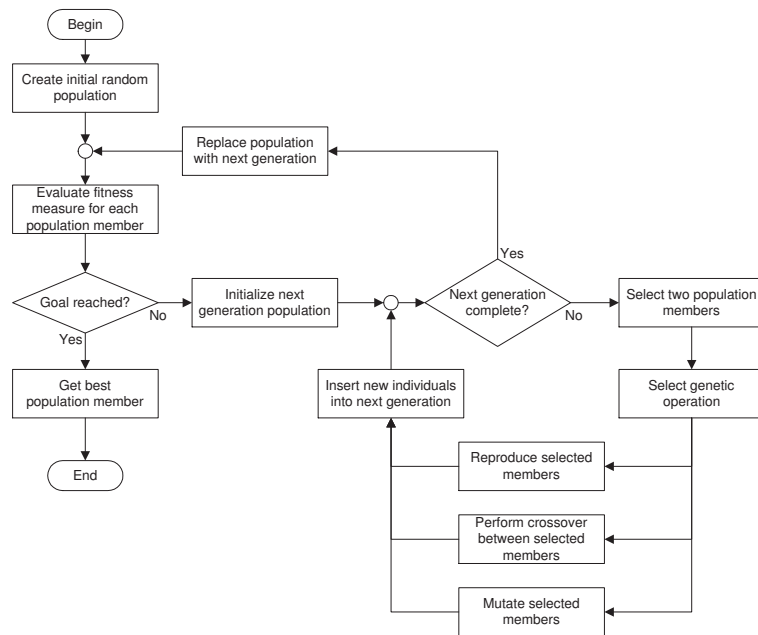 Begin
Create initial random
population
Replace population
with next generation
Evaluate fitness
measure for each
population member
Yes
Goal reached?
No
Initialize next
generation population
Next generation
complete?
No
Select two population
members
Yes
Get best
population member
Insert new individuals
into next generation
Select genetic
operation
End
Reproduce selected
members
Perform crossover
between selected
members
Mutate selected
members